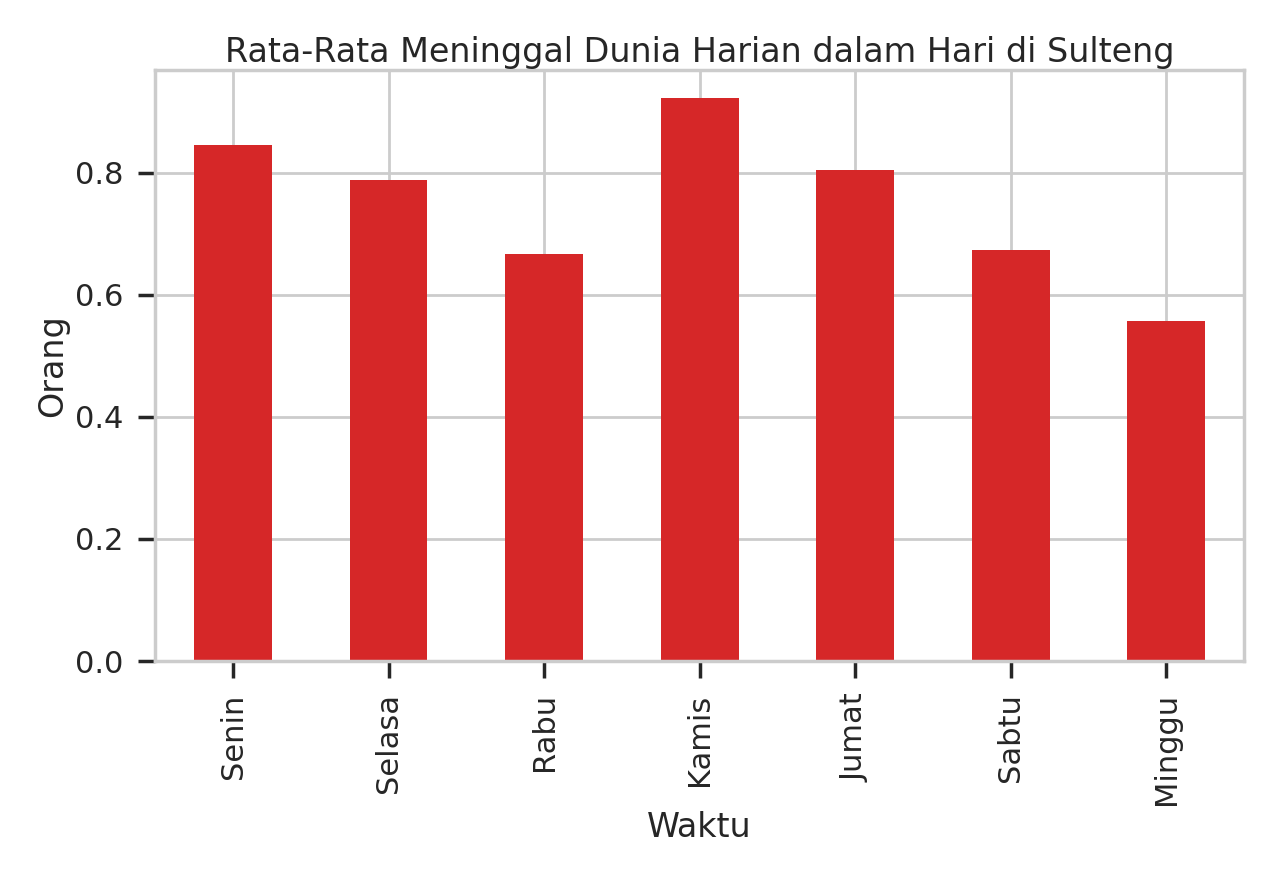 Rata-Rata Meninggal Dunia Harian dalam Hari di Sulteng
Orang
0.8
0.6
0.4
0.2
0.0
Senin
Selasa
Rabu
Kamis
Jumat
Sabtu
Minggu
Waktu